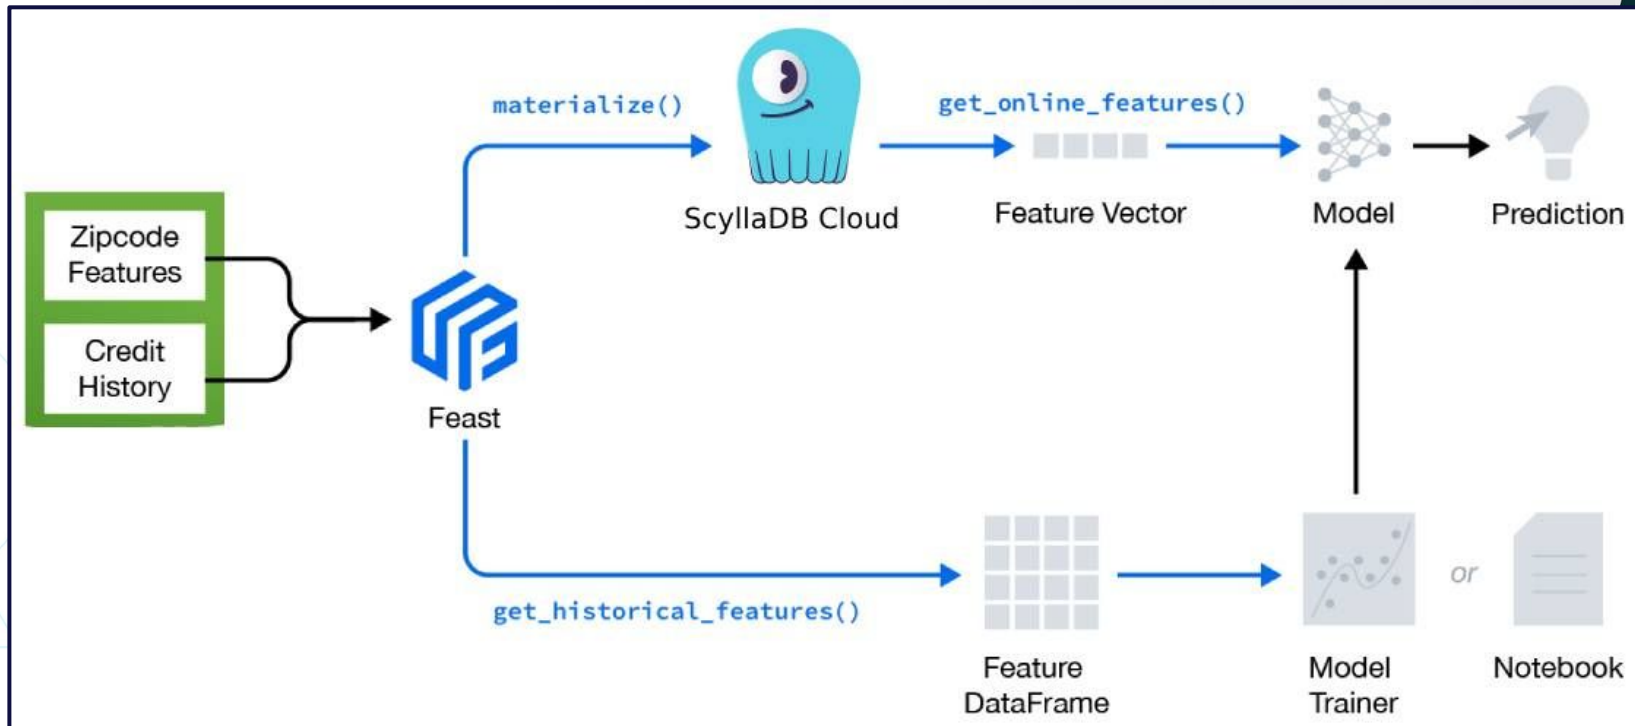 materialize()
get_online_features()
ScyllaDB Cloud
Feature Vector
Model
Prediction
Zipcode
Features
Credit
History
Feast
get_historical_features()
or
Feature
DataFrame
Model
Trainer
Notebook